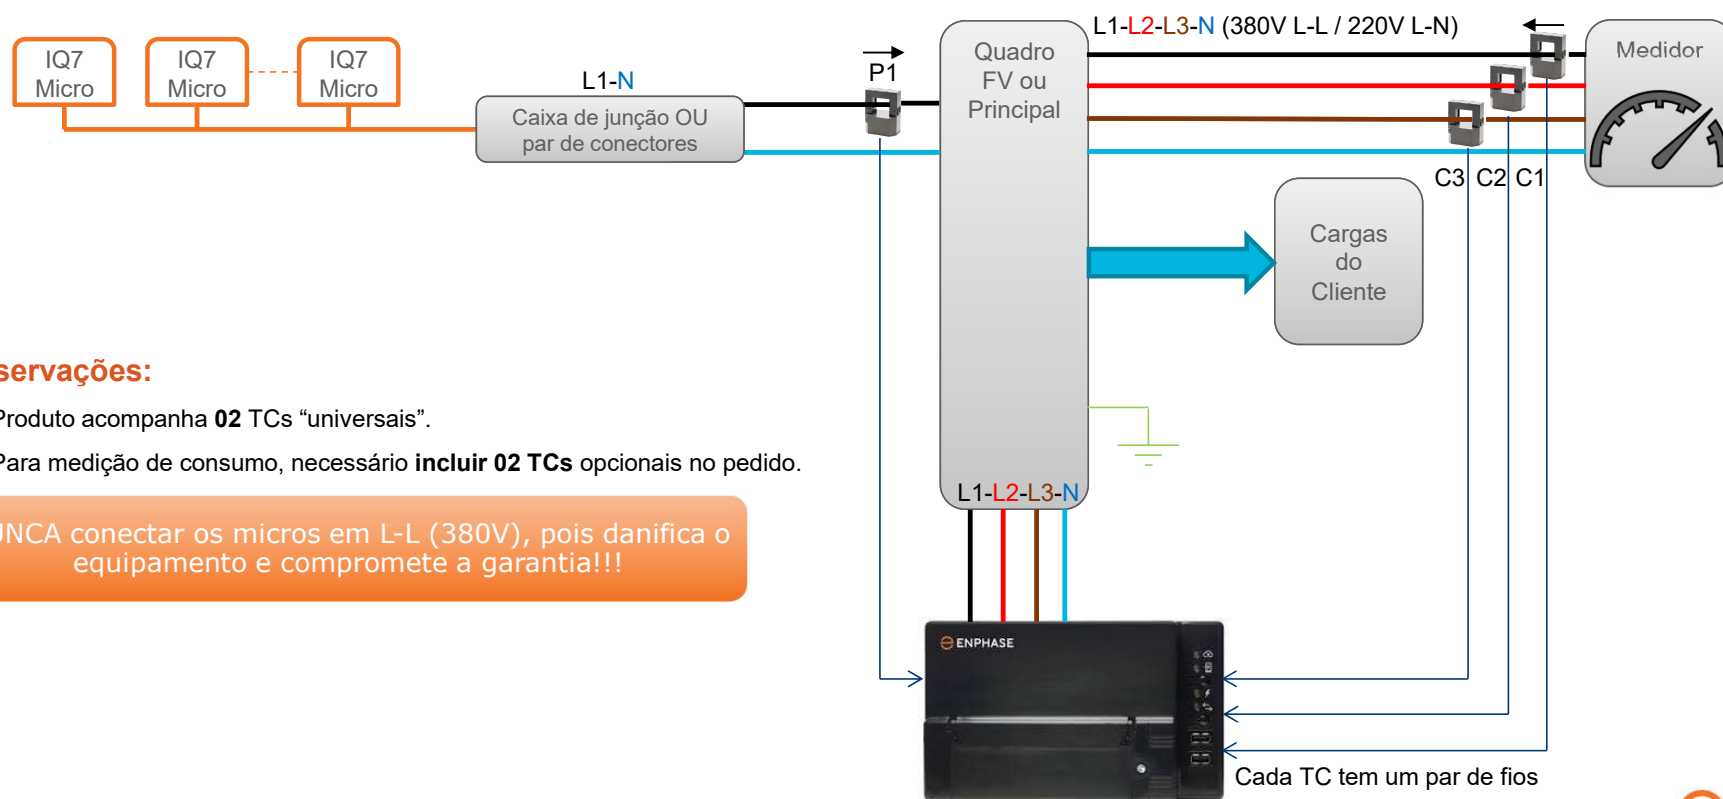 IQ7
Micro
IQ7
Micro
IQ7
Micro
L1-N
Caixa de junção OU
par de conectores
P1
Quadro
FV ou
Principal
L1-L2-L3-N (380V L-L / 220V L-N)
Medidor
C3 C2 C1
Cargas
do
Cliente
servações:
Produto acompanha 02 TCs “universais”.
Para medição de consumo, necessário incluir 02 TCs opcionais no pedido.
UNCA conectar os micros em L-L (380V), pois danifica o
equipamento e compromete a garantia!!!
L1-L2-L3-N
ENPHASE
Cada TC tem um par de fios